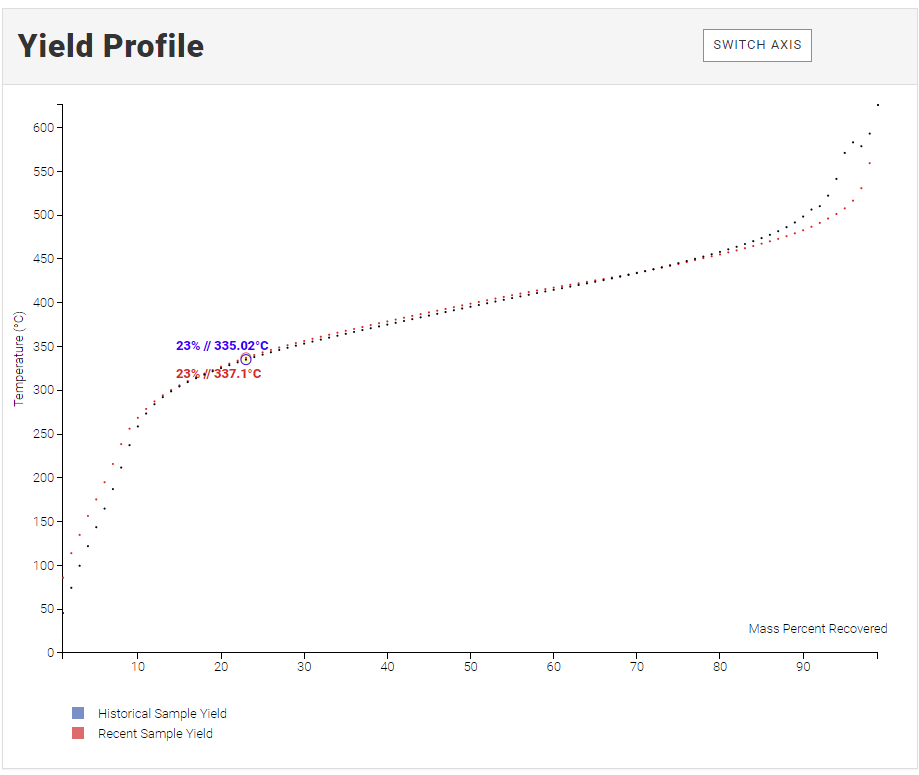 Yield Profile
SWITCH AXIS
600
550
500
450
400
350
300
250
200
150
100
50
0
Temperature (°C)
23% // 335.02°C
23% // 337.1°C
Mass Percent Recovered
10 20 30 40 50 60 70 80 90
Historical Sample Yield
Recent Sample Yield